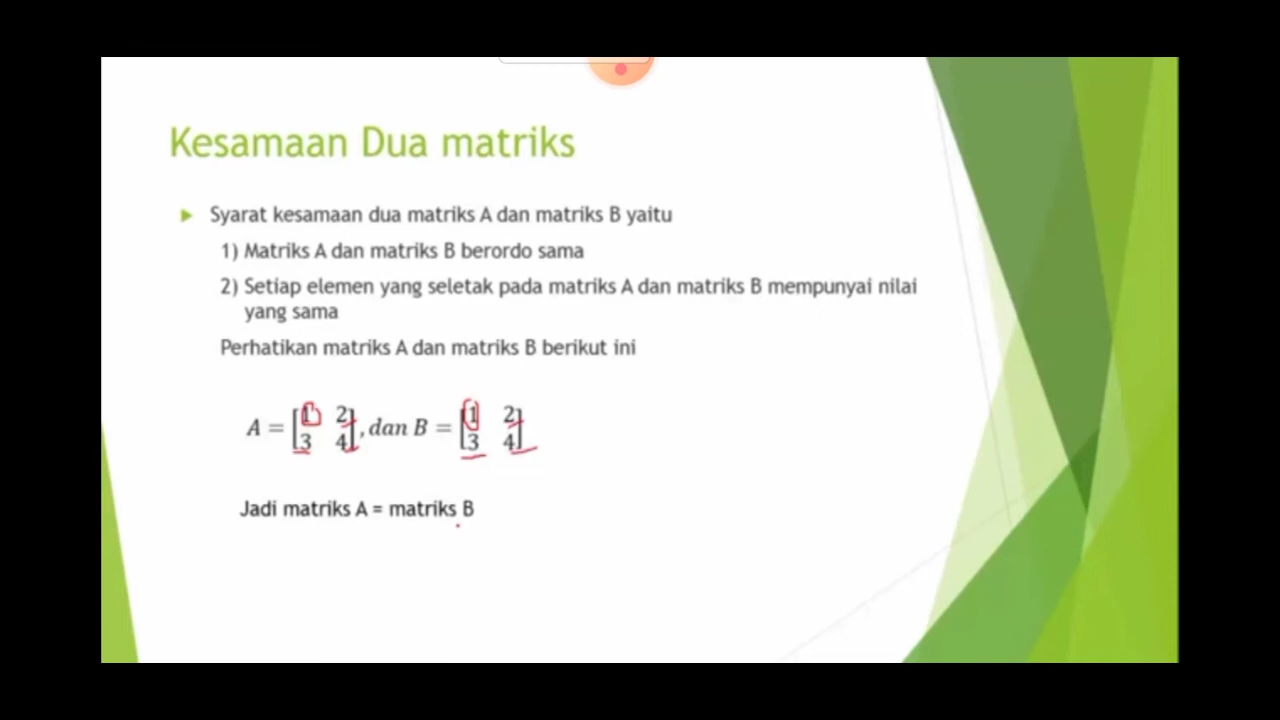 Kesamaan Dua matriks
Syarat kesamaan dua matriks A dan matriks B yaitu
1) Matriks A dan matriks B berordo sama
2) Setiap elemen yang seletak pada matriks A dan matriks B mempunyai nilai
yang sama
Perhatikan matriks A dan matriks B berikut ini
A = [1 2
3 4], dan B = [1 2
3 4]
Jadi matriks A = matriks B